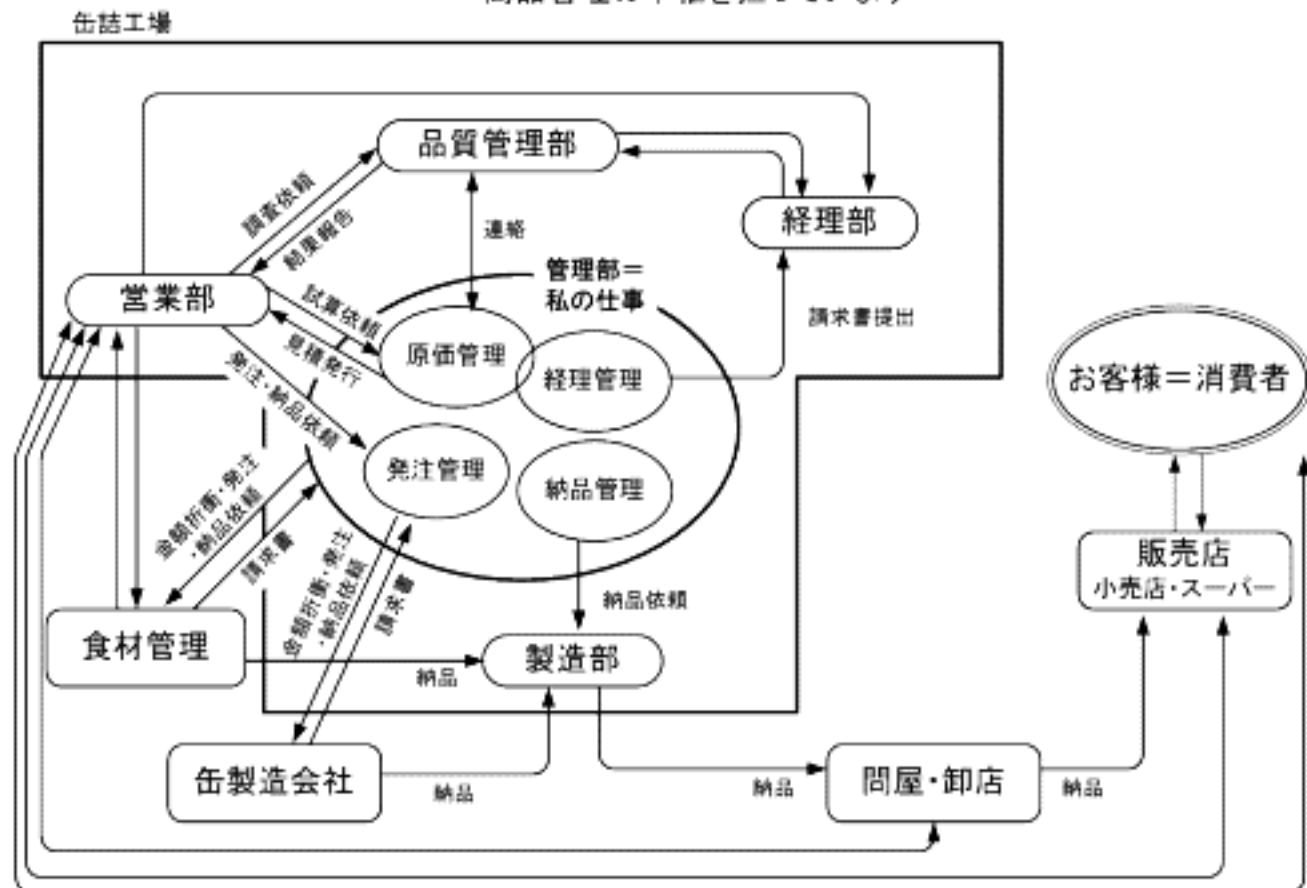 缶詰工場
品質管理部
経理部
調査依頼
結果報告
連絡
管理部＝
私の仕事
営業部
試算依頼
見積発行
原価管理
経理管理
請求書提出
お客様＝消費者
発注・納品依頼
発注管理
納品管理
金額折衝・発注
・納品依頼
請求書
金額折衝・発注
・納品依頼
請求書
納品依頼
販売店
小売店・スーパー
食材管理
納品
製造部
缶製造会社
納品
納品
問屋・卸店
納品